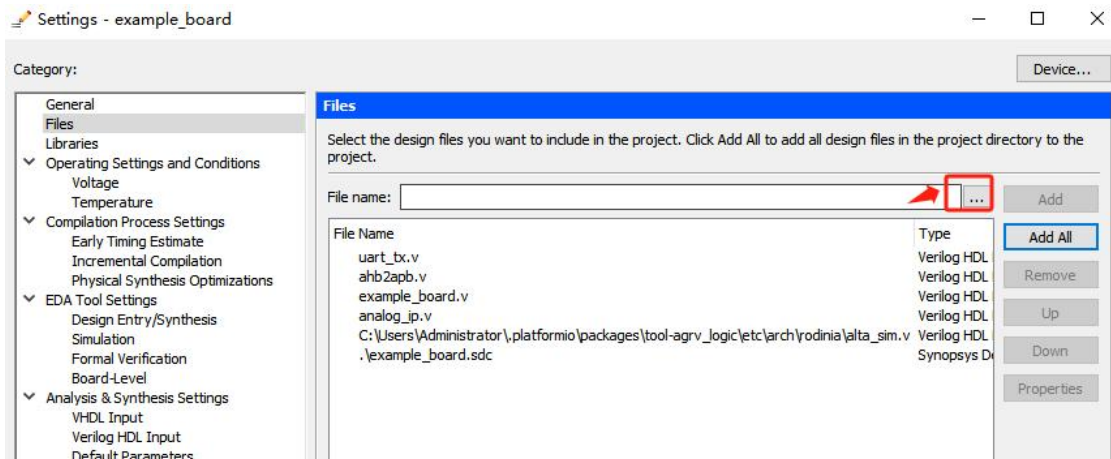 Settings - example_board
Category:
Device...
General
Files
Libraries
Operating Settings and Conditions
Voltage
Temperature
Compilation Process Settings
Early Timing Estimate
Incremental Compilation
Physical Synthesis Optimizations
EDA Tool Settings
Design Entry/Synthesis
Simulation
Formal Verification
Board-Level
Analysis & Synthesis Settings
VHDL Input
Verilog HDL Input
Default Parameters
Files
Select the design files you want to include in the project. Click Add All to add all design files in the project directory to the
project.
File name:
...
Add
File Name Type
Add All
uart_tx.v Verilog HDL
ahb2apb.v Verilog HDL
Remove
example_board.v Verilog HDL
analog_ip.v Verilog HDL
Up
C:\Users\Administrator\.platformio\packages\tool-agrv_logic\etc\arch\rodinia\alta_sim.v Verilog HDL
.\example_board.sdc Synopsys De
Down
Properties